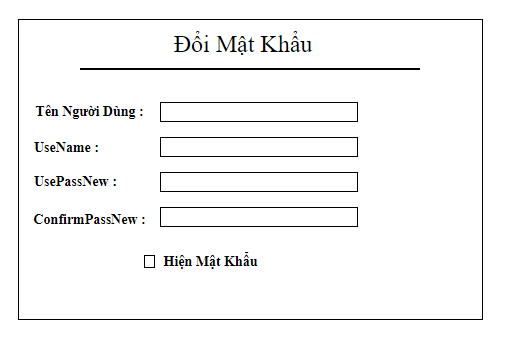 Đổi Mật Khẩu
Tên Người Dùng :
UseName :
UsePassNew :
ConfirmPassNew :
Hiện Mật Khẩu